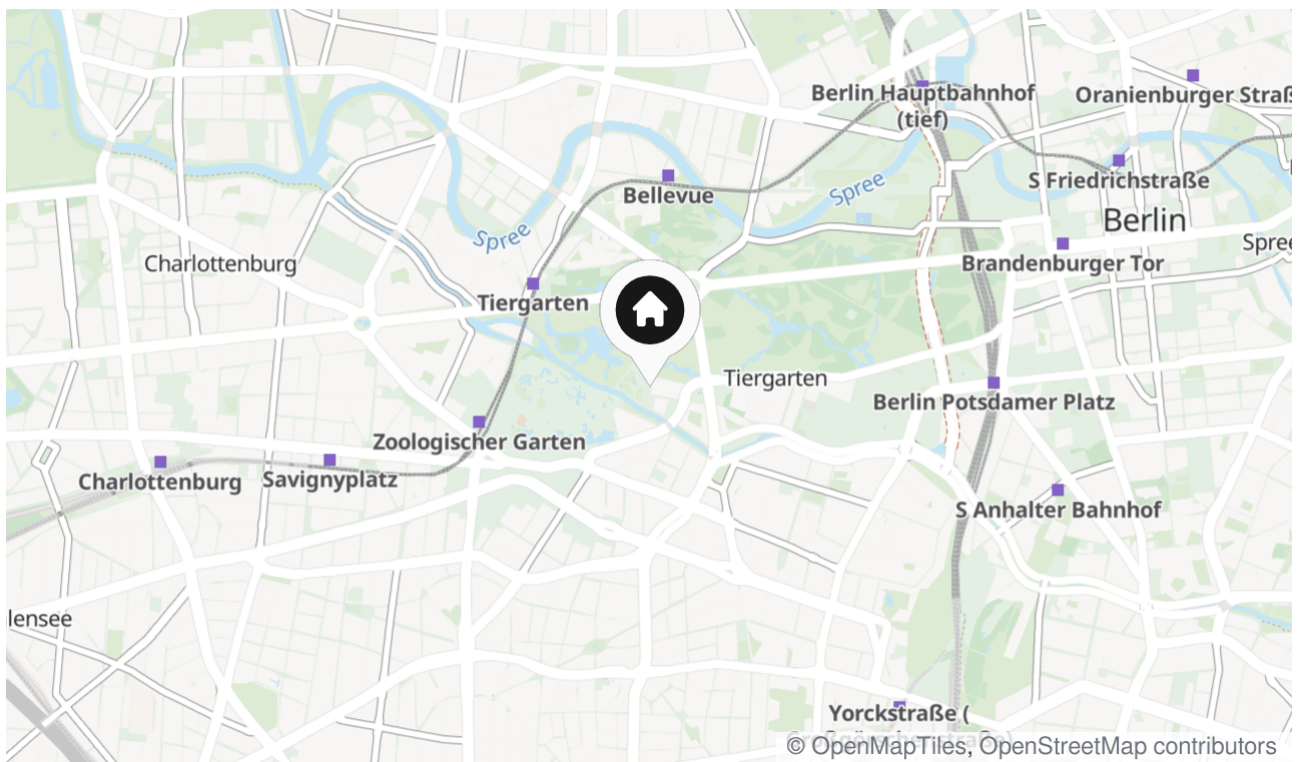 Berlin Hauptbahnhof
(tief)
Oranienburger Straß
Bellevue
Spree
S Friedrichstraße
Berlin
Spree
Spree
Charlottenburg
Brandenburger Tor
Tiergarten
Tiergarten
Berlin Potsdamer Platz
Zoologischer Garten
Charlottenburg
Savignyplatz
S Anhalter Bahnhof
lensee
Yorckstraße (
© OpenMapTiles, OpenStreetMap contributors